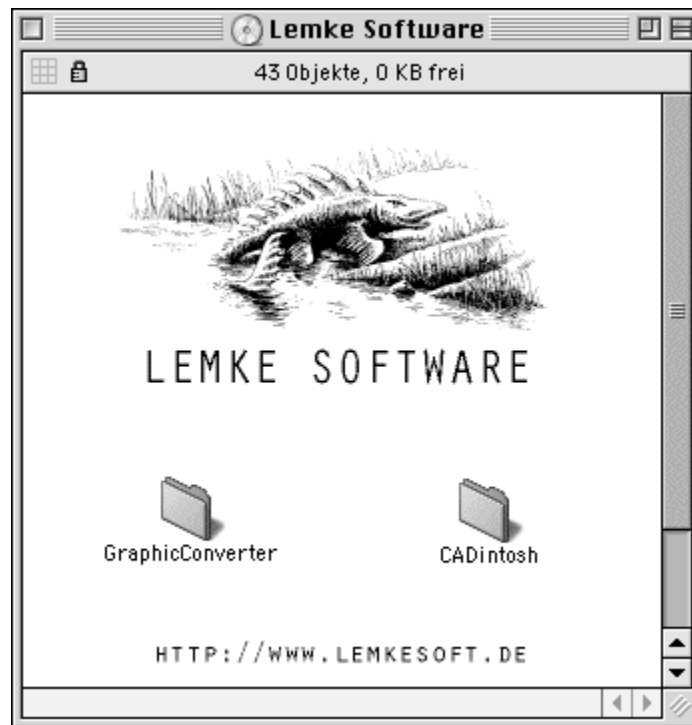 Lemke Software
43 Objekte, 0 KB frei
LEMKE SOFTWARE
GraphicConverter CADintosh
HTTP://WWW.LEMKESOFT.DE